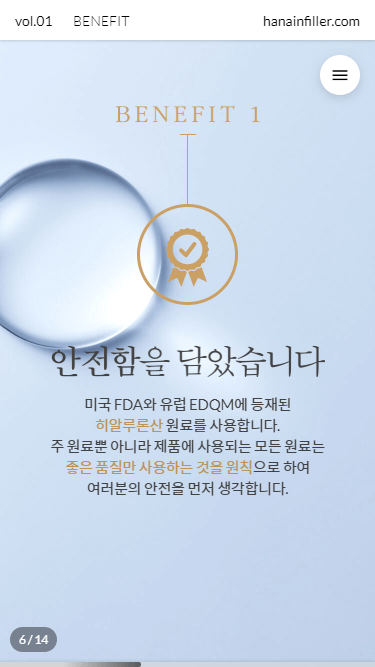 vol.01 BENEFIT hanainfiller.com
BENEFIT 1
안전함을 담았습니다
미국 FDA와 유럽 EDQM에 등재된
히알루론산 원료를 사용합니다.
주 원료뿐 아니라 제품에 사용되는 모든 원료는
좋은 품질만 사용하는 것을 원칙으로 하여
여러분의 안전을 먼저 생각합니다.
6 / 14